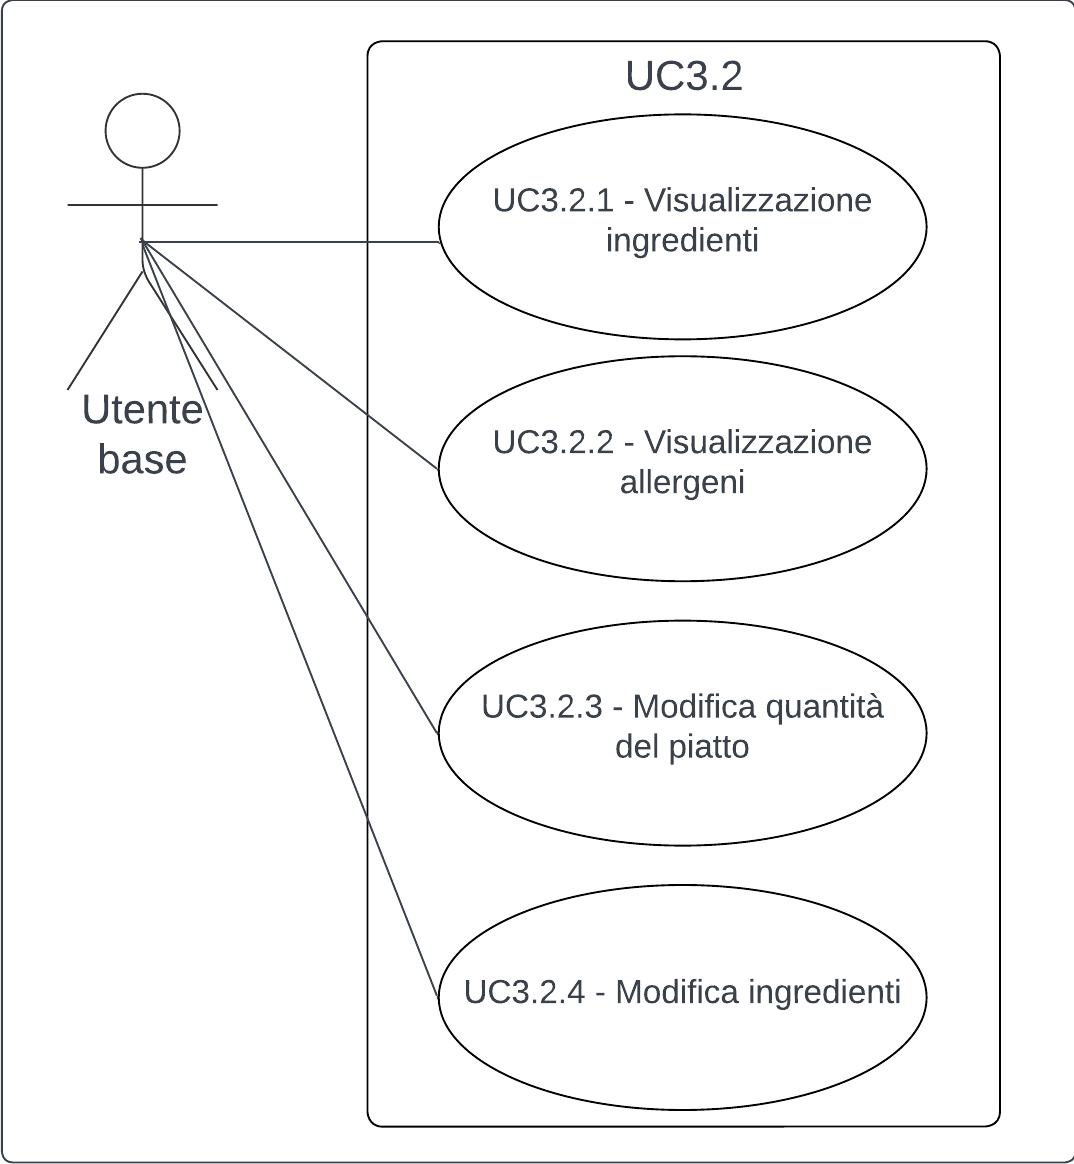 UC3.2
UC3.2.1 - Visualizzazione
ingredienti
Utente
base
UC3.2.2 - Visualizzazione
allergeni
UC3.2.3 - Modifica quantità
del piatto
UC3.2.4 - Modifica ingredienti